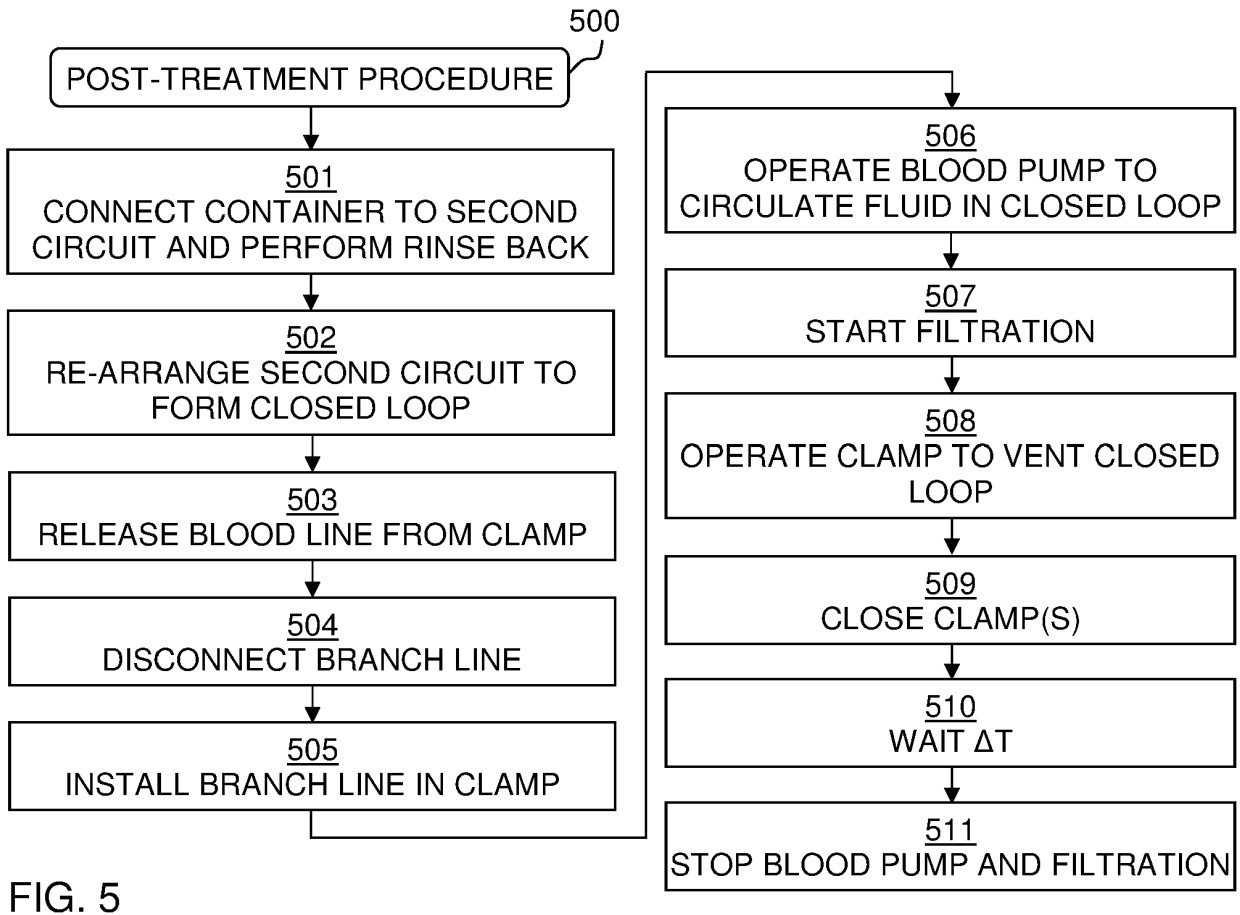 500
POST-TREATMENT PROCEDURE
501
CONNECT CONTAINER TO SECOND
CIRCUIT AND PERFORM RINSE BACK
502
RE-ARRANGE SECOND CIRCUIT TO
FORM CLOSED LOOP
503
RELEASE BLOOD LINE FROM CLAMP
504
DISCONNECT BRANCH LINE
505
INSTALL BRANCH LINE IN CLAMP
506
OPERATE BLOOD PUMP TO
CIRCULATE FLUID IN CLOSED LOOP
507
START FILTRATION
508
OPERATE CLAMP TO VENT CLOSED
LOOP
509
CLOSE CLAMP(S)
510
WAIT ΔT
511
STOP BLOOD PUMP AND FILTRATION
FIG. 5